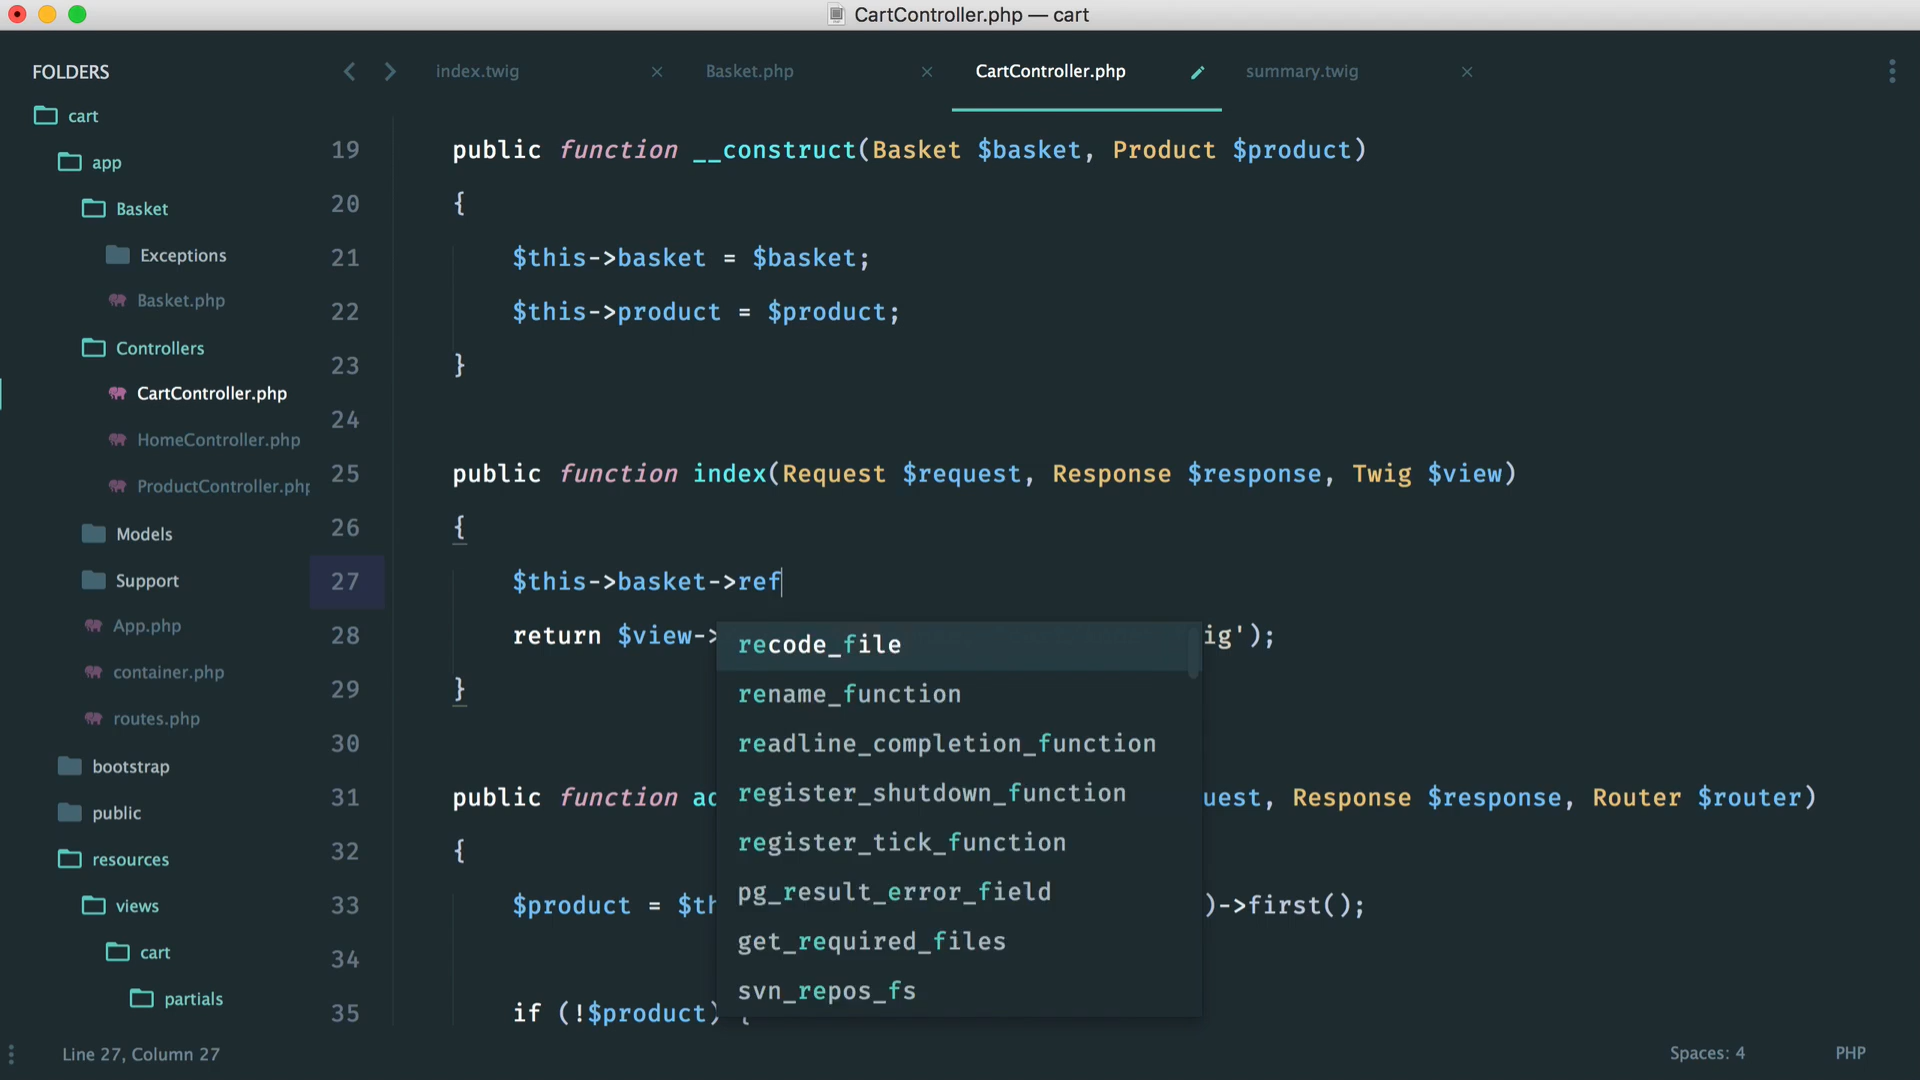 CartController.php — cart
FOLDERS
index.twig
Basket.php
CartController.php
summary.twig
cart
app
Basket
Exceptions
Basket.php
Controllers
CartController.php
HomeController.php
ProductController.php
Models
Support
App.php
container.php
routes.php
bootstrap
public
resources
views
cart
partials
19 public function __construct(Basket $basket, Product $product)
20 {
21 $this->basket = $basket;
22 $this->product = $product;
23 }
24
25 public function index(Request $request, Response $response, Twig $view)
26 {
27 $this->basket->ref
28 return $view-> ig');
29 }
30
31 public function ad uest, Response $response, Router $router)
32 {
33 $product = $th )->first();
34
35 if (!$product) {
recode_file
rename_function
readline_completion_function
register_shutdown_function
register_tick_function
pg_result_error_field
get_required_files
svn_repos_fs
Line 27, Column 27
Spaces: 4
PHP